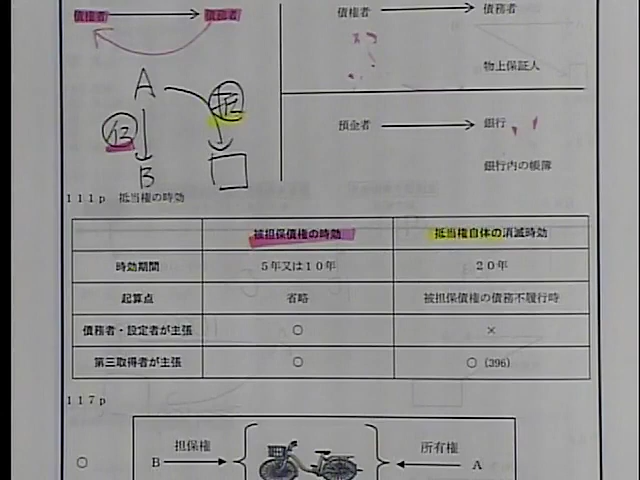 債権者 債務者
債権者 債務者
物上保証人
A 抵
仮
B
預金者 銀行
銀行内の帳簿
111p 抵当権の時効
被担保債権の時効 抵当権自体の消滅時効
時効期間 5年又は10年 20年
起算点 省略 被担保債権の債務不履行時
債務者・設定者が主張 ○ ×
第三取得者が主張 ○ ○(396)
117p
担保権 所有権
○ B A